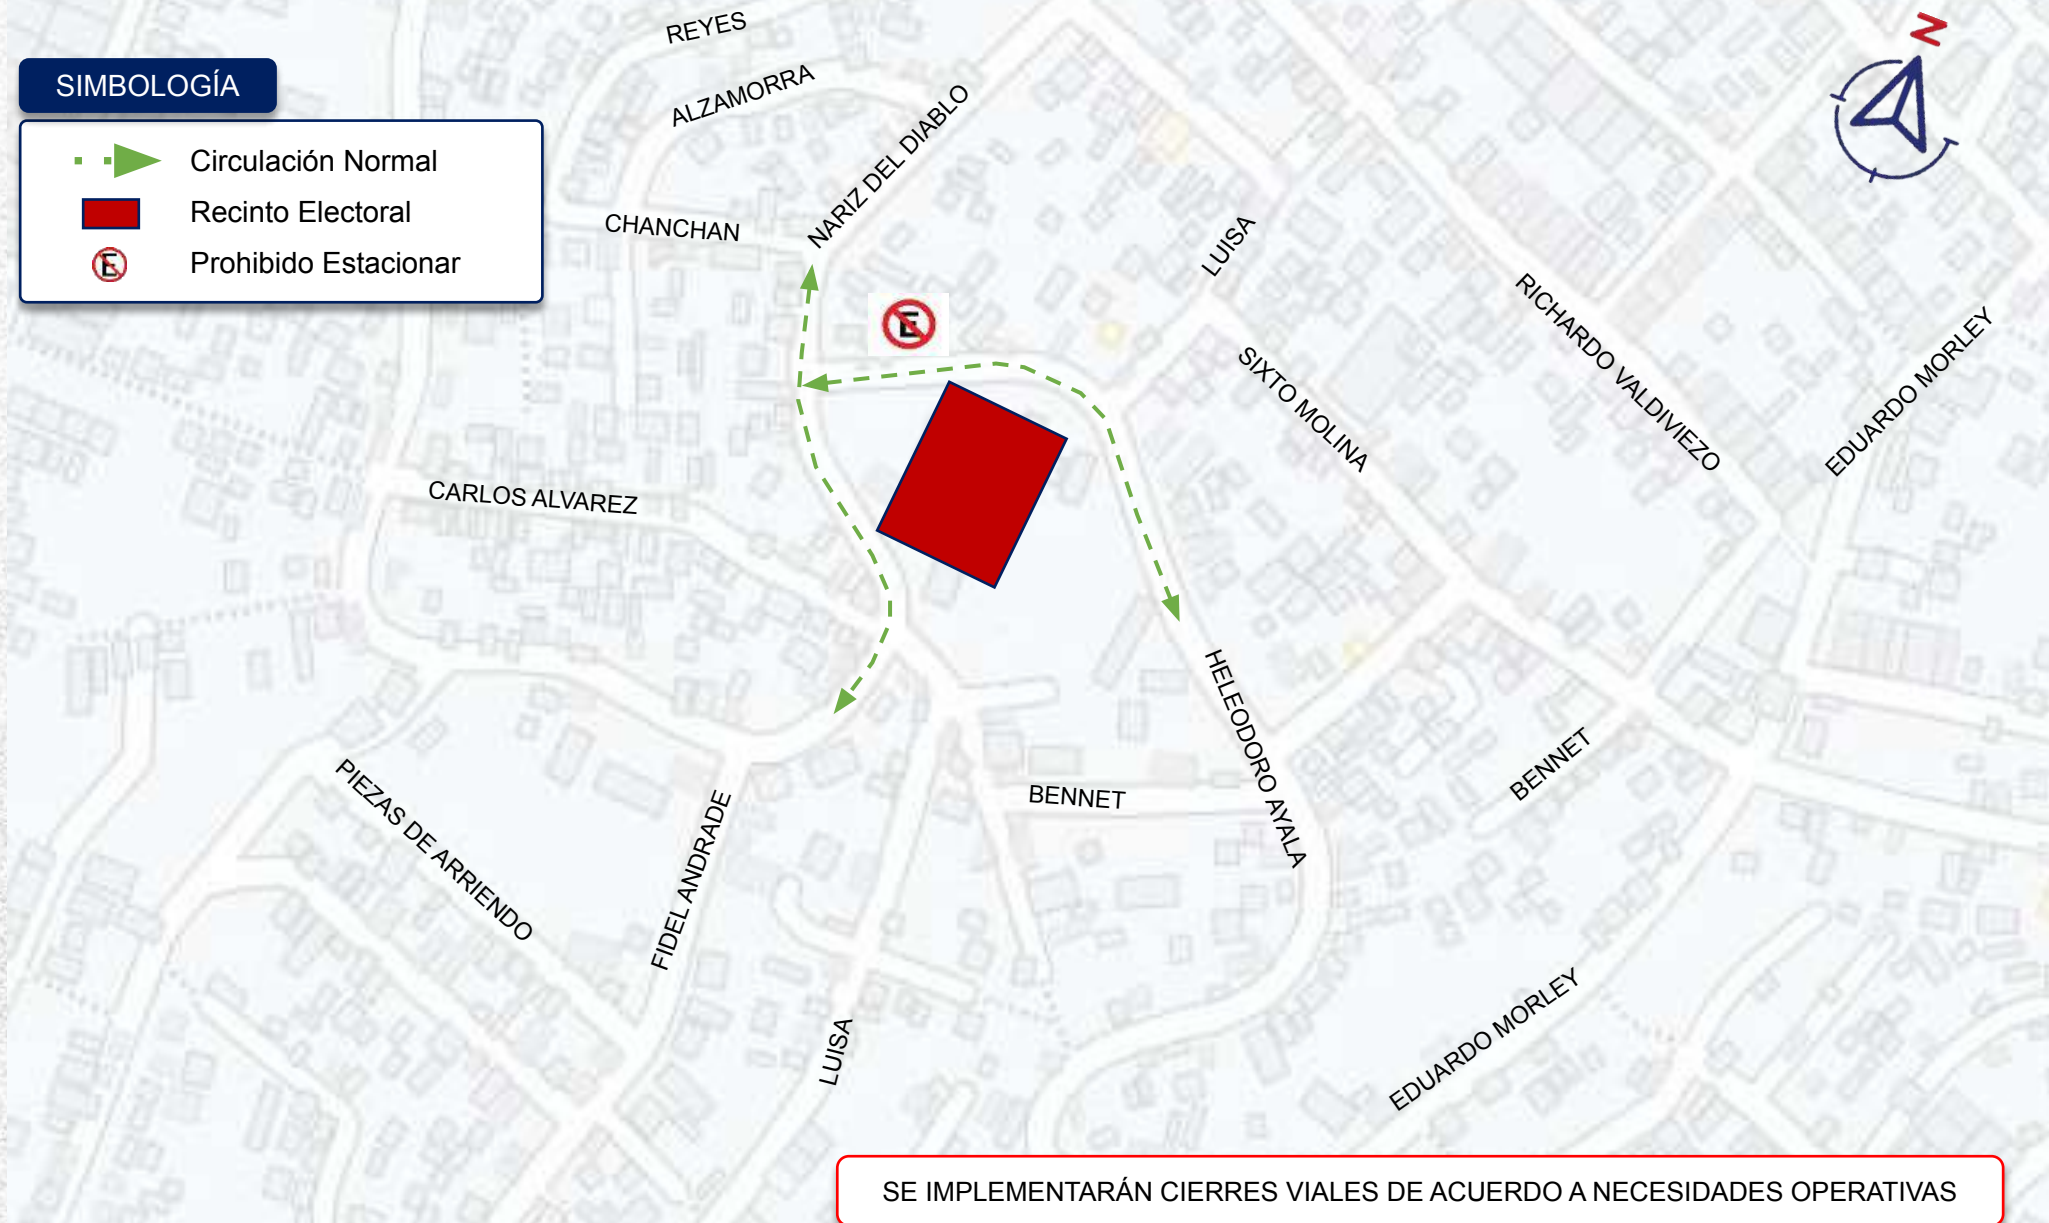 REYES
N
SIMBOLOGÍA
ALZAMORRA
Circulación Normal
Recinto Electoral
E Prohibido Estacionar
NARIZ DEL DIABLO
CHANCHAN
LUISA
E
RICHARDO VALDIVIEZO
EDUARDO MORLEY
SIXTO MOLINA
CARLOS ALVAREZ
HELEODORO AYALA
BENNET
PIEZAS DE ARRIENDO
BENNET
FIDEL ANDRADE
LUISA
EDUARDO MORLEY
SE IMPLEMENTARÁN CIERRES VIALES DE ACUERDO A NECESIDADES OPERATIVAS